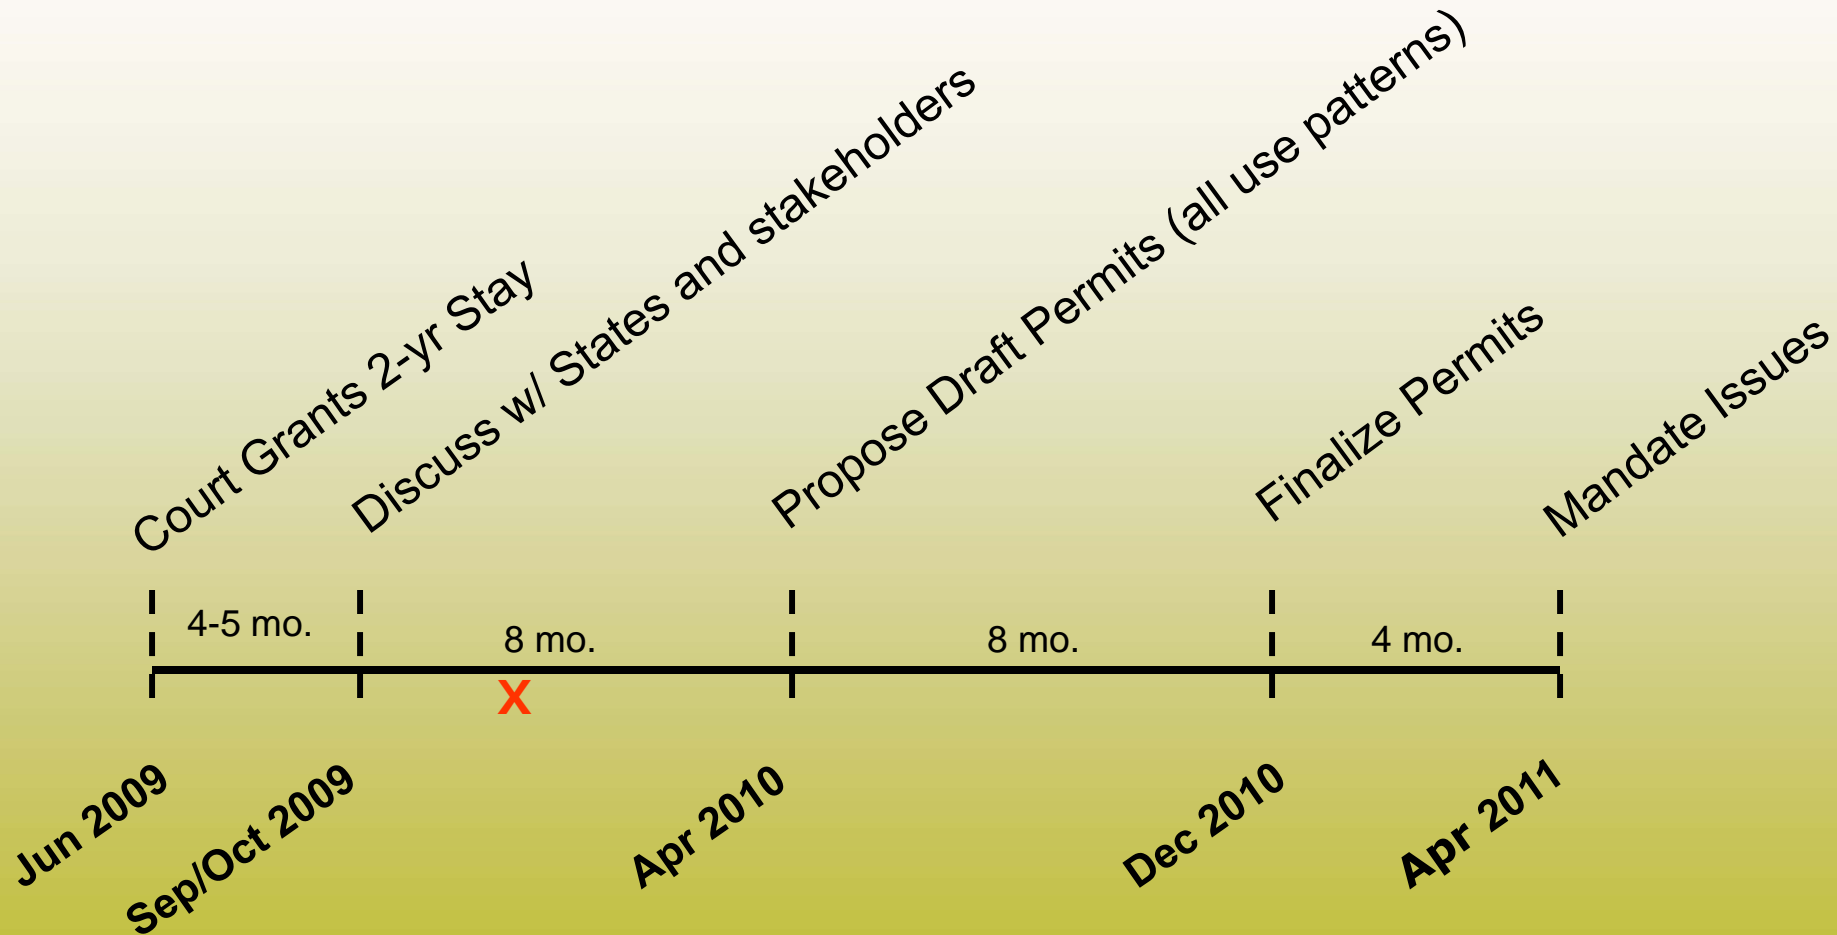 Court Grants 2-yr Stay
Discuss w/ States and stakeholders
Propose Draft Permits (all use patterns)
Finalize Permits
Mandate Issues
4-5 mo.
8 mo.
8 mo.
4 mo.
X
Jun 2009
Sep/Oct 2009
Apr 2010
Dec 2010
Apr 2011